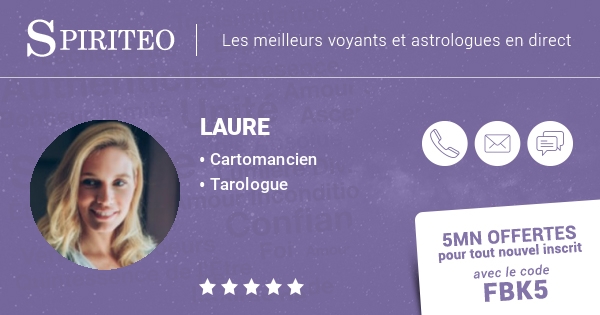 SPIRITEO
Les meilleurs voyants et astrologues en direct
LAURE
• Cartomancien
• Tarologue
5MN OFFERTES
pour tout nouvel inscrit
avec le code
FBK5